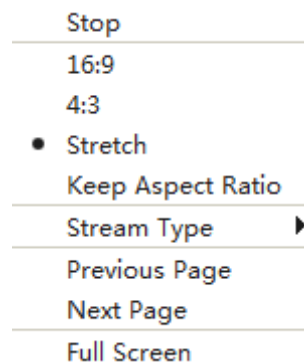 Stop
16:9
4:3
Stretch
Keep Aspect Ratio
Stream Type
Previous Page
Next Page
Full Screen